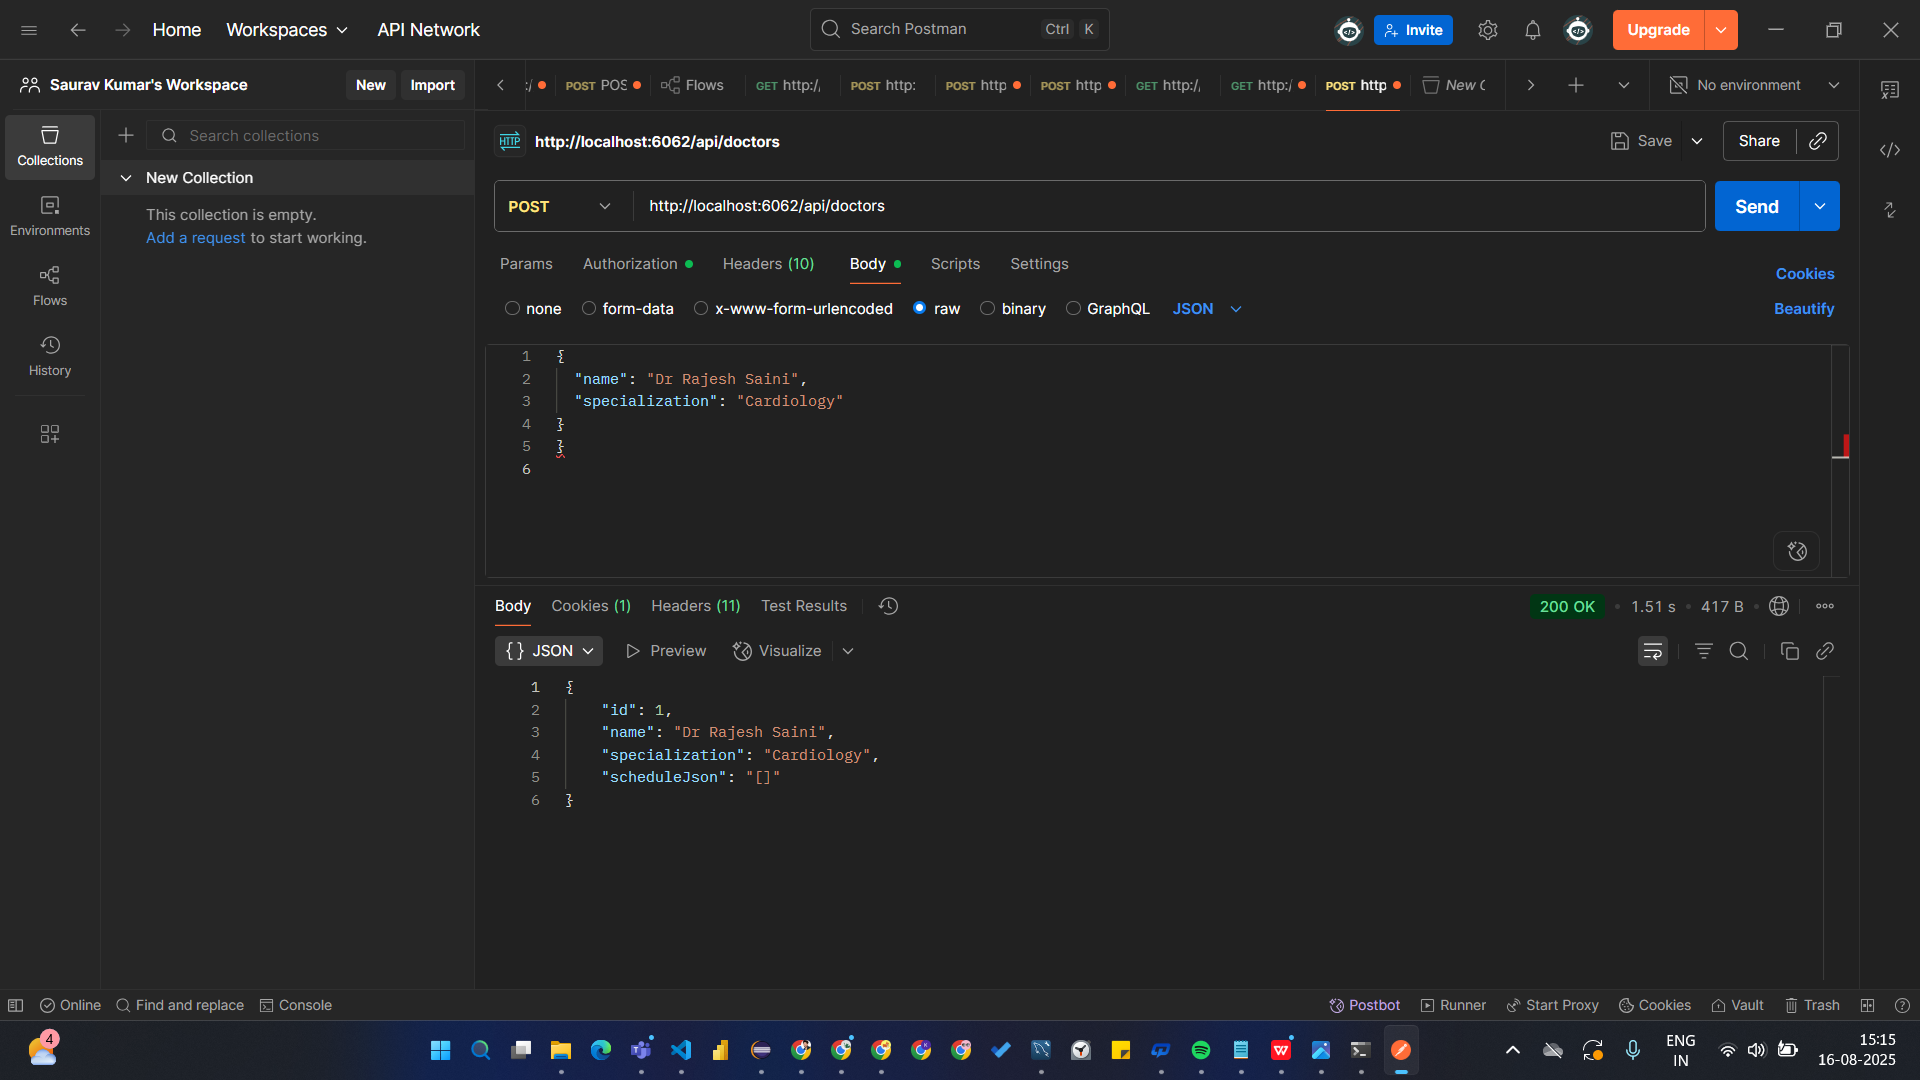 Home
Workspaces
API Network
Search Postman
Ctrl K
Invite
Upgrade
Saurav Kumar's Workspace
New
Import
POST POS
Flows
GET http:/
POST http:
POST http
POST http
GET http:/
GET http:/
POST http
New C
No environment
Collections
Environments
Flows
History
Search collections
New Collection
This collection is empty.
Add a request to start working.
HTTP
http://localhost:6062/api/doctors
Save
Share
POST
http://localhost:6062/api/doctors
Send
Params
Authorization
Headers (10)
Body
Scripts
Settings
Cookies
none
form-data
x-www-form-urlencoded
raw
binary
GraphQL
JSON
Beautify
1 {
2 "name": "Dr Rajesh Saini",
3 "specialization": "Cardiology"
4 }
5 }
6
Body
Cookies (1)
Headers (11)
Test Results
200 OK
1.51 s
417 B
{} JSON
Preview
Visualize
1 {
2 "id": 1,
3 "name": "Dr Rajesh Saini",
4 "specialization": "Cardiology",
5 "scheduleJson": "[]"
6 }
Online
Find and replace
Console
Postbot
Runner
Start Proxy
Cookies
Vault
Trash
4
ENG
IN
15:15
16-08-2025